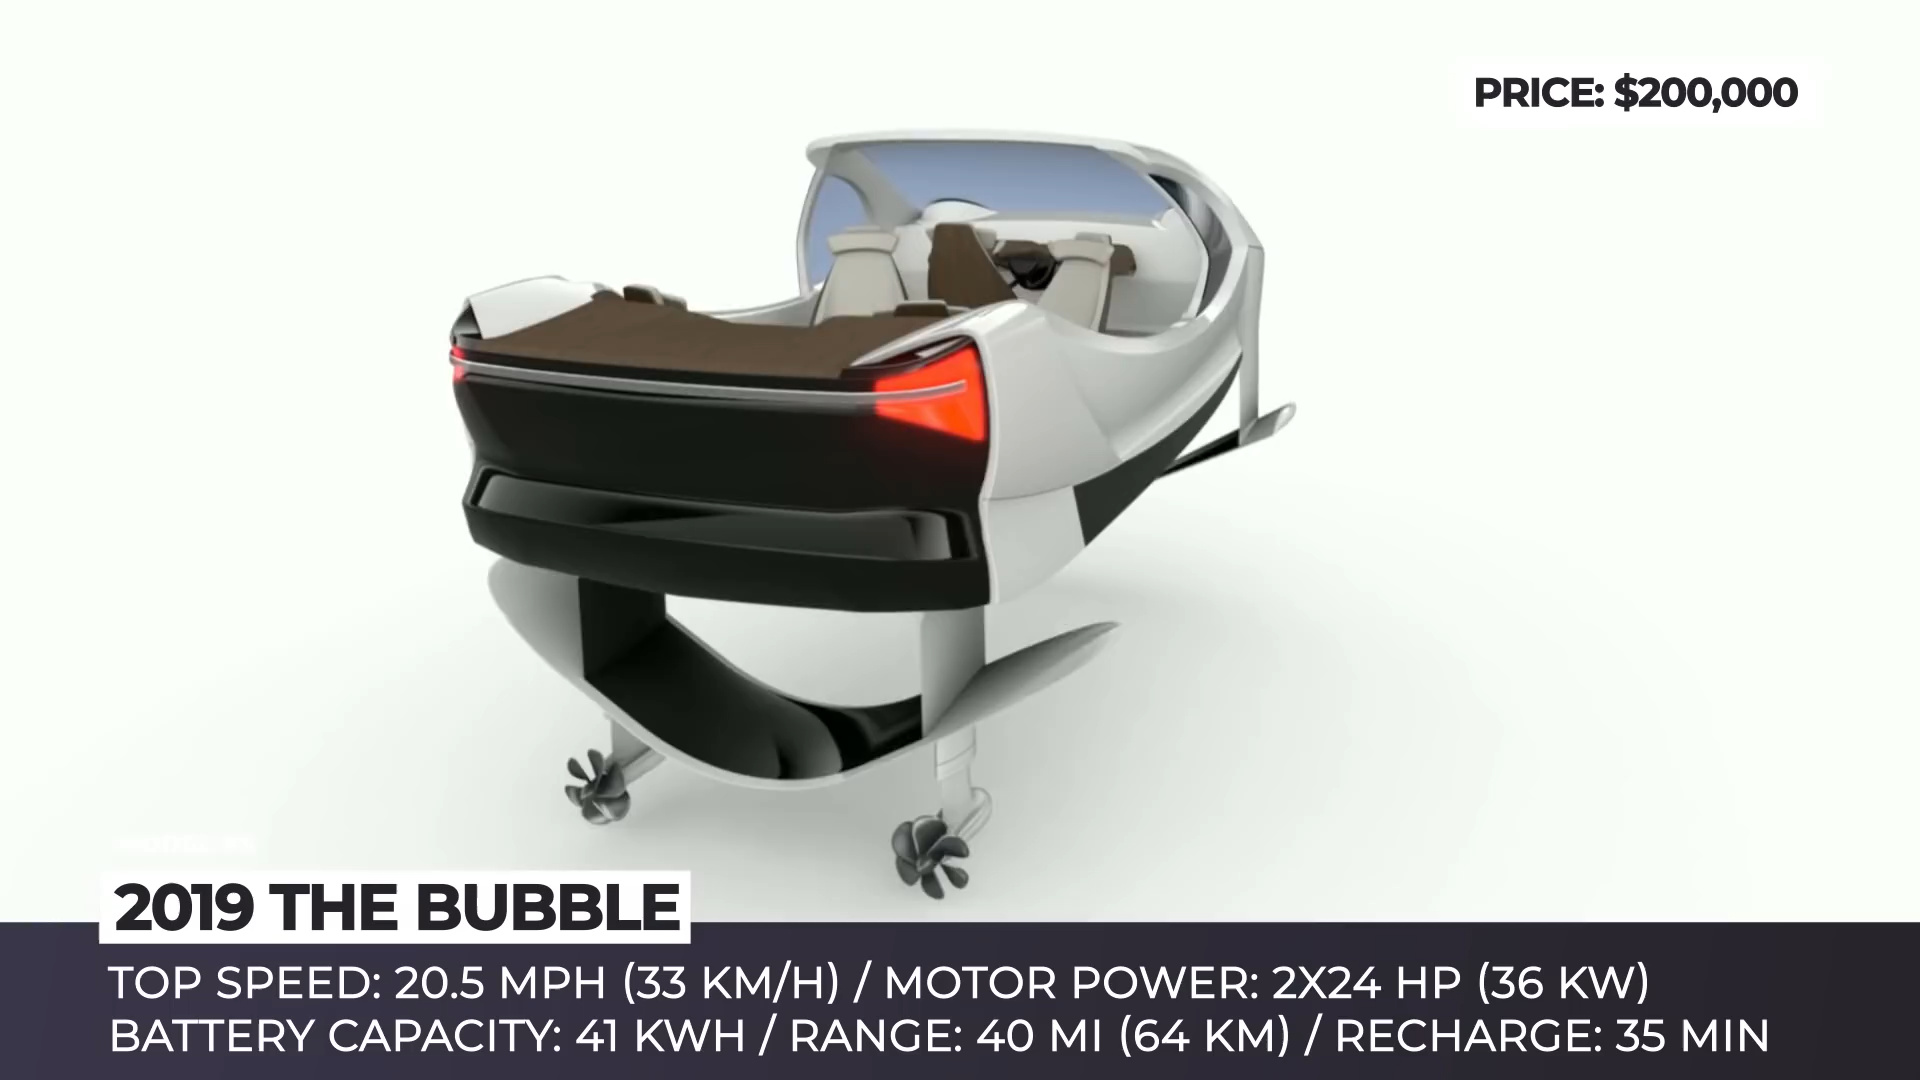 PRICE: $200,000
2019 THE BUBBLE
TOP SPEED: 20.5 MPH (33 KM/H) / MOTOR POWER: 2X24 HP (36 KW)
BATTERY CAPACITY: 41 KWH / RANGE: 40 MI (64 KM) / RECHARGE: 35 MIN